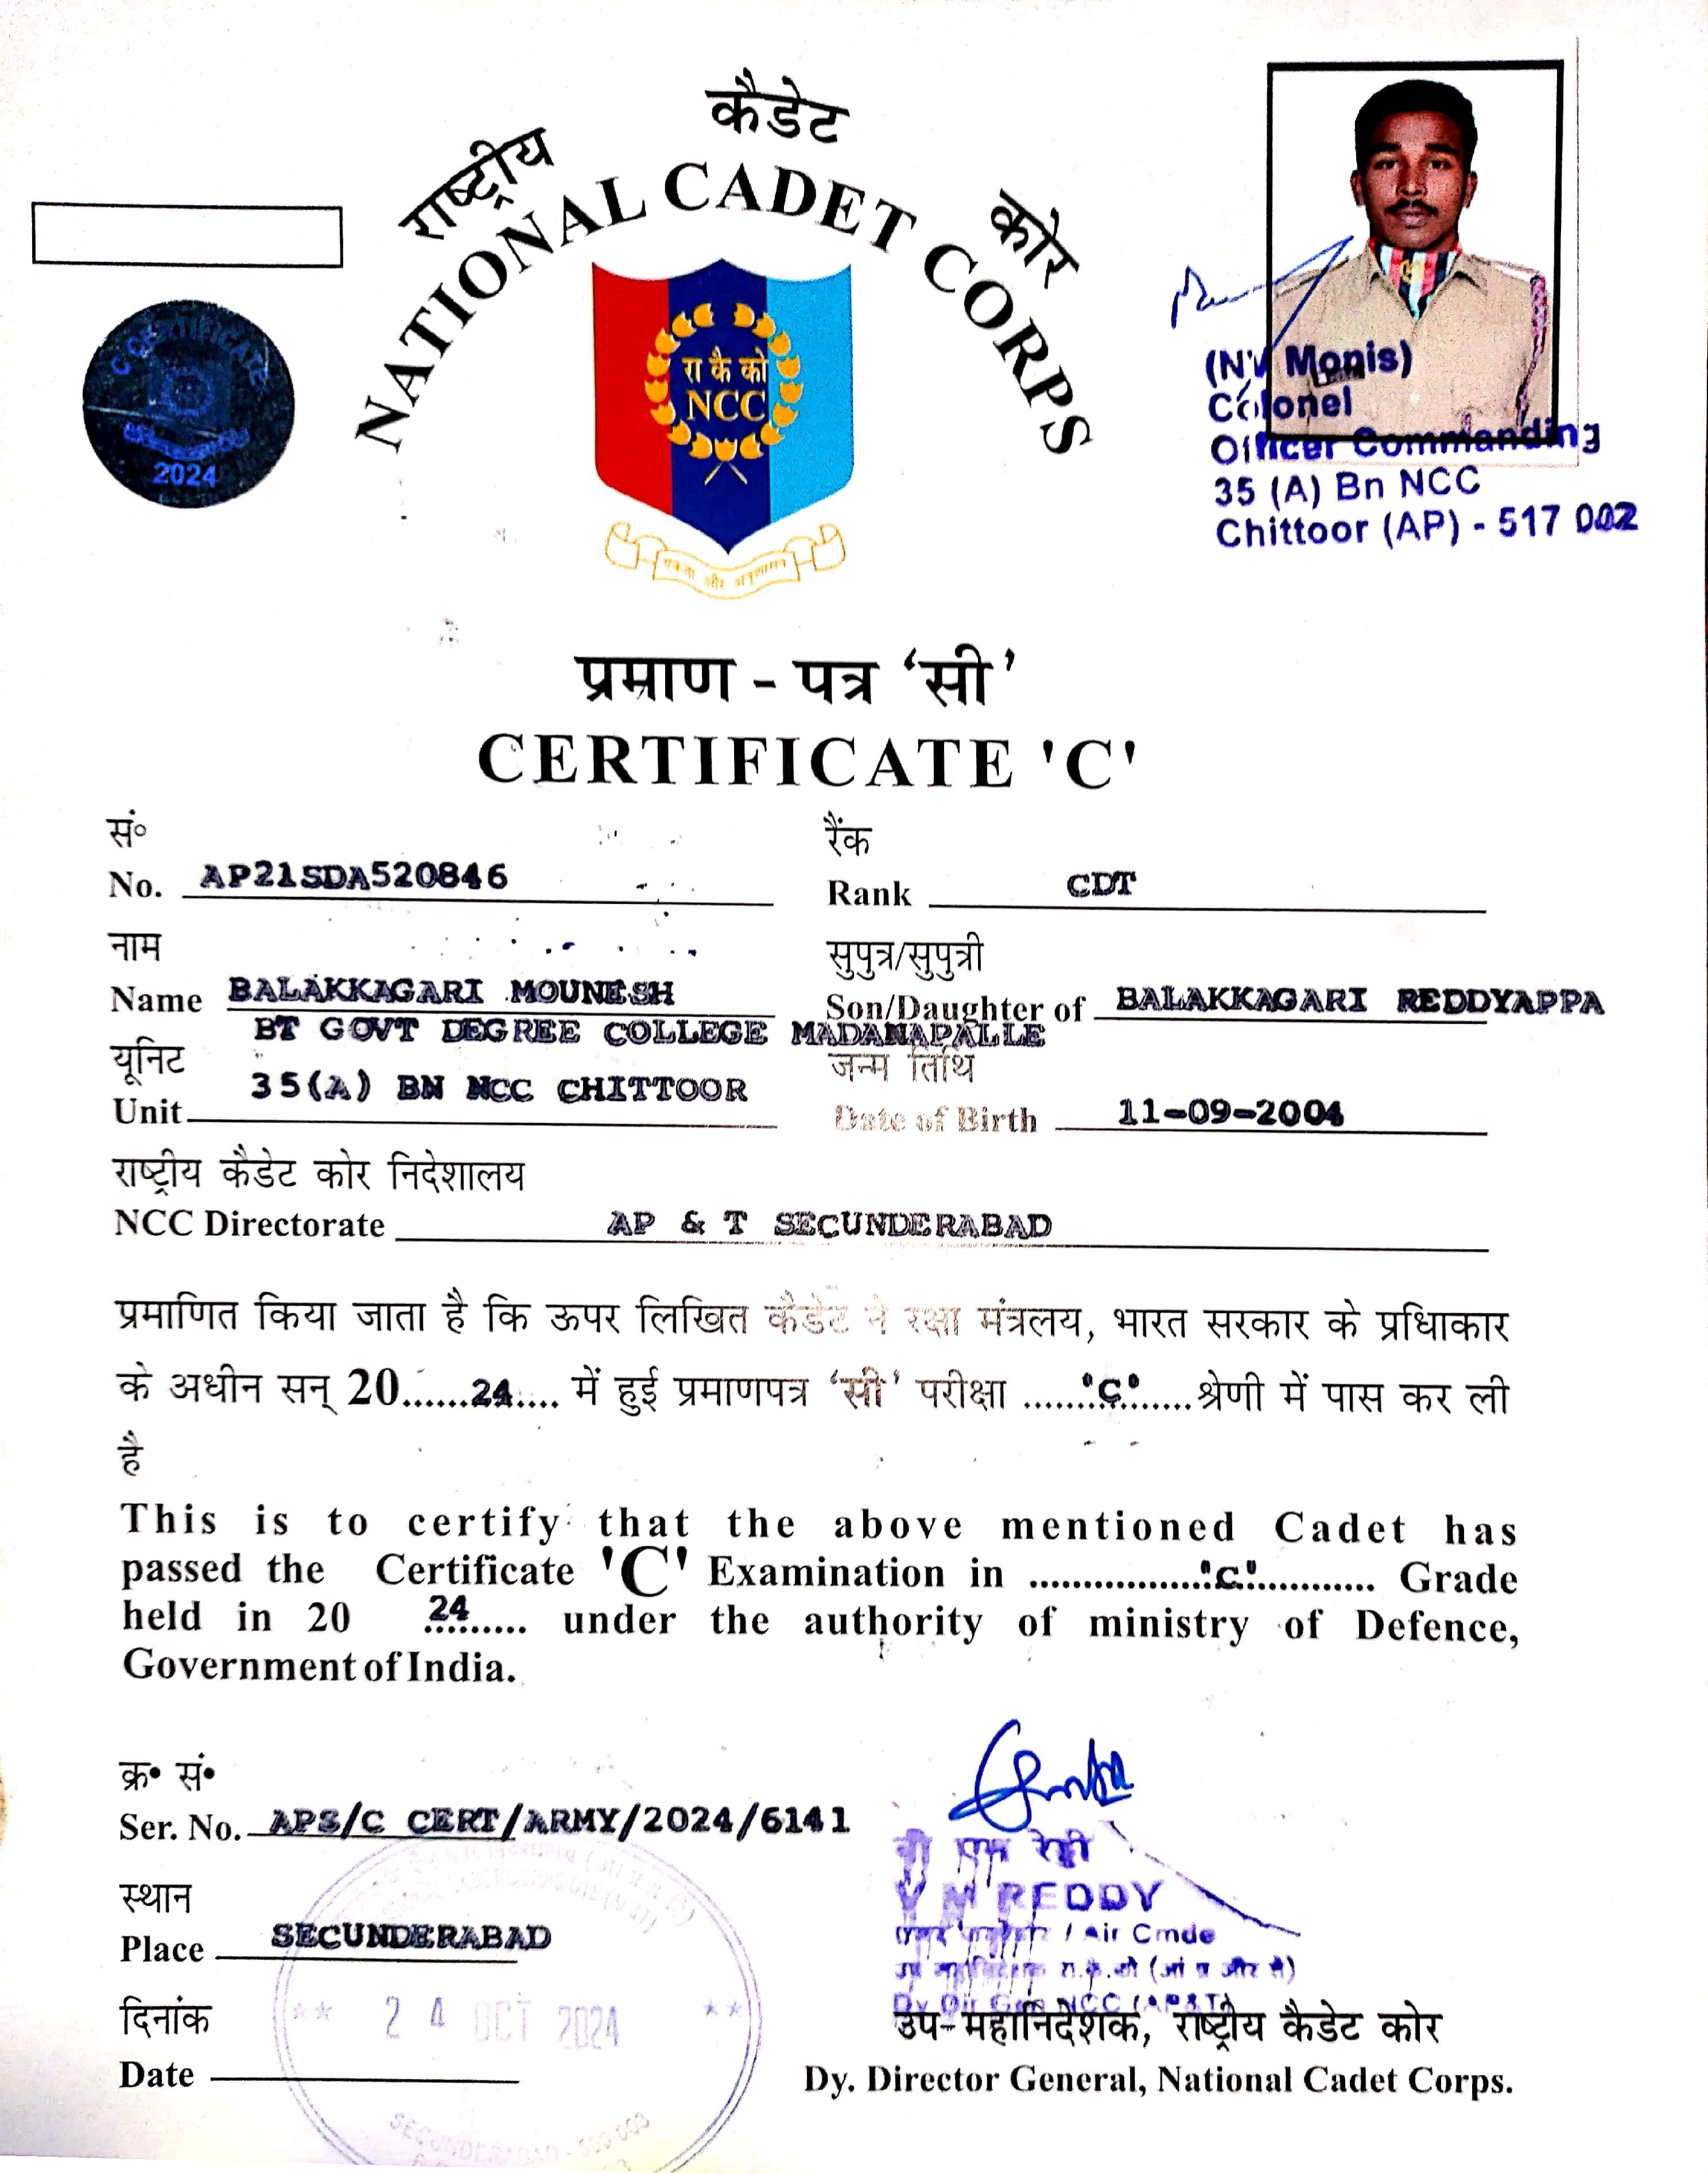 राष्ट्रीय कैडेट कोर
NATIONAL CADET CORPS
C CERTIFICATE
2024
रा कै को
NCC
एकता और अनुशासन
(NV Monis)
Colonel
Officer Commanding
35 (A) Bn NCC
Chittoor (AP) - 517 002
प्रमाण - पत्र ‘सी’
CERTIFICATE 'C'
सं०
No. AP21SDA520846
रैंक
Rank CDT
नाम
Name BALAKKAGARI MOUNESH
सुपुत्र/सुपुत्री
Son/Daughter of BALAKKAGARI REDDYAPPA
BT GOVT DEGREE COLLEGE MADANAPALLE
यूनिट
Unit 35(A) BN NCC CHITTOOR
जन्म तिथि
Date of Birth 11-09-2004
राष्ट्रीय कैडेट कोर निदेशालय
NCC Directorate AP & T SECUNDERABAD
प्रमाणित किया जाता है कि ऊपर लिखित कैडेट ने रक्षा मंत्रलय, भारत सरकार के प्रधिाकार
के अधीन सन् 20......24.... में हुई प्रमाणपत्र ‘सी’ परीक्षा .......'C'....... श्रेणी में पास कर ली
है
This is to certify that the above mentioned Cadet has
passed the Certificate 'C' Examination in .................'C'............ Grade
held in 20 24......... under the authority of ministry of Defence,
Government of India.
क्र• सं•
Ser. No. APS/C CERT/ARMY/2024/6141
स्थान
Place SECUNDERABAD
दिनांक
Date
** 24 OCT 2024 **
SECUNDERABAD - 500 003
वी एम रेड्डी
V M REDDY
/ Air Cmde
Dy Dir Gen NCC (AP&T)
उप-महानिदेशक, राष्ट्रीय कैडेट कोर
Dy. Director General, National Cadet Corps.